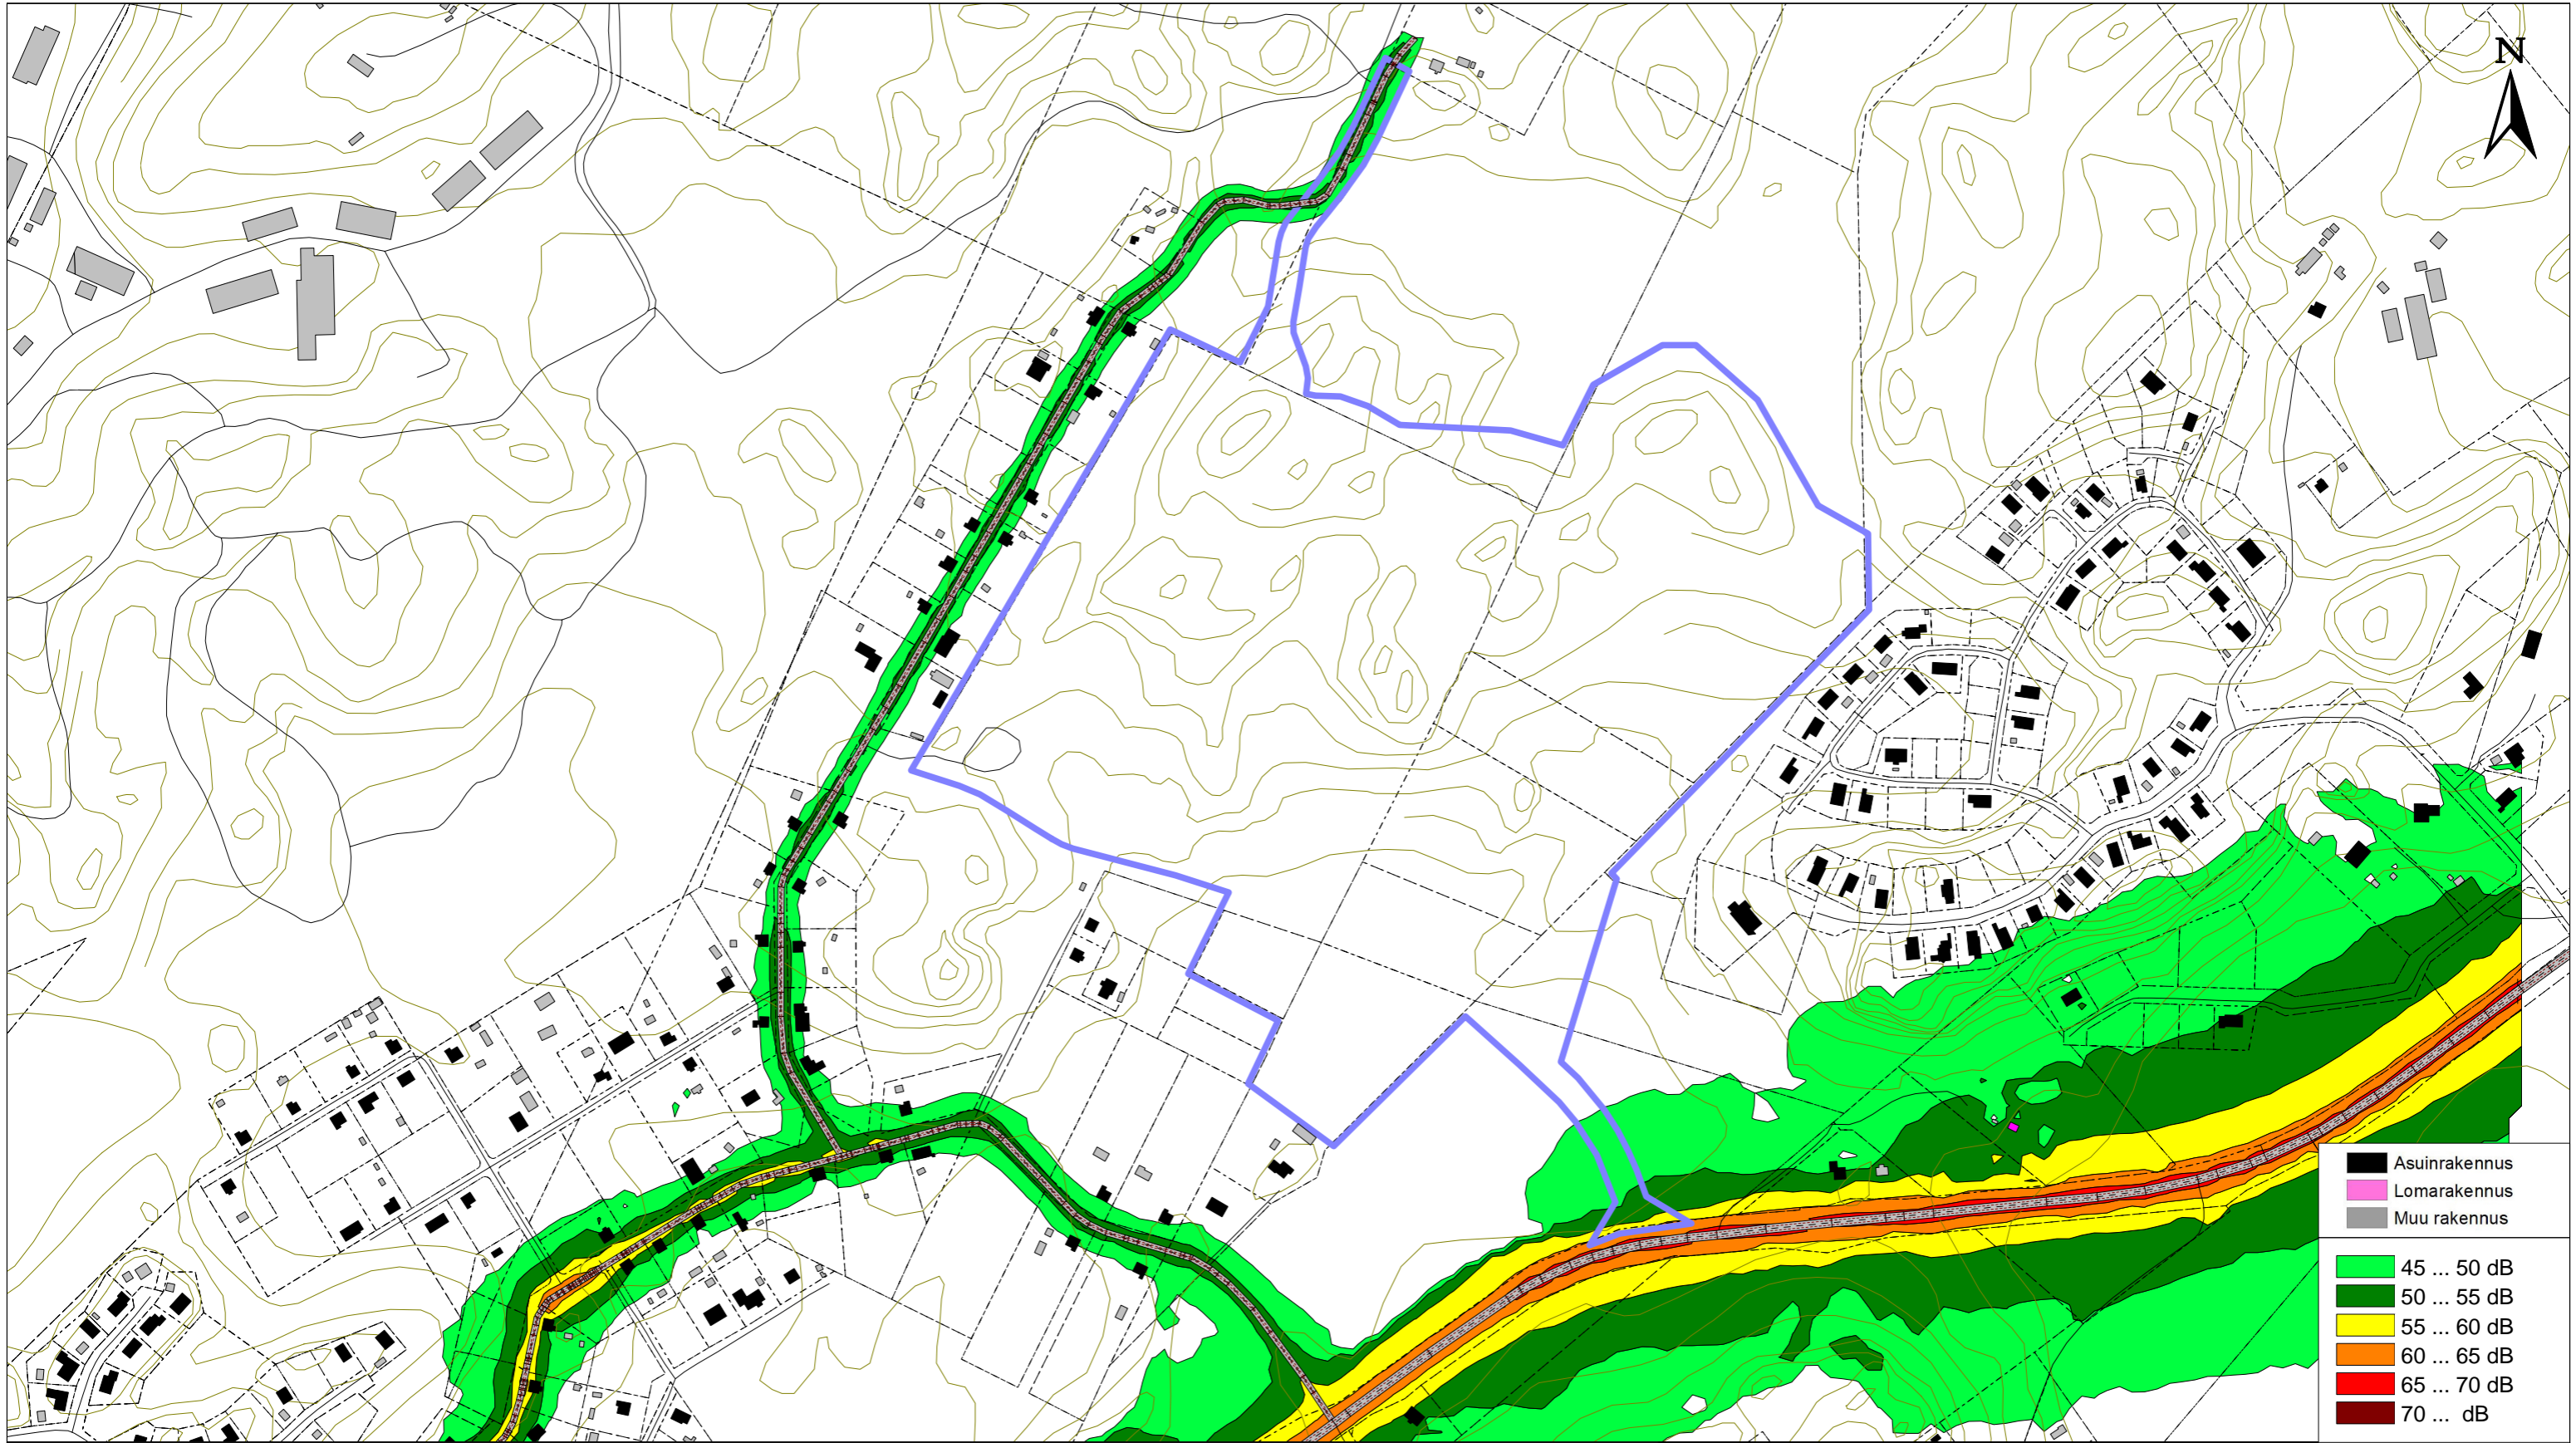 N
Asuinrakennus
Lomarakennus
Muu rakennus
45 ... 50 dB
50 ... 55 dB
55 ... 60 dB
60 ... 65 dB
65 ... 70 dB
70 ... dB